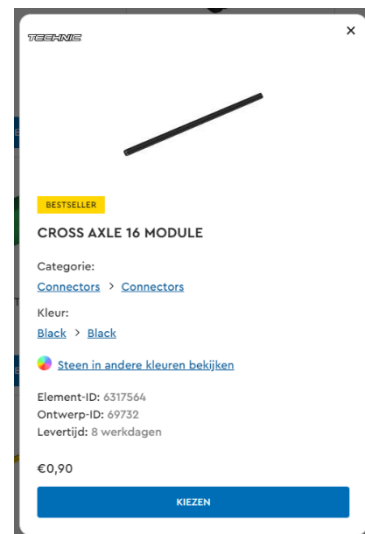 TECHNIC
×
BESTSELLER
CROSS AXLE 16 MODULE
Categorie:
Connectors > Connectors
Kleur:
Black > Black
Steen in andere kleuren bekijken
Element-ID: 6317564
Ontwerp-ID: 69732
Levertijd: 8 werkdagen
€0,90
KIEZEN